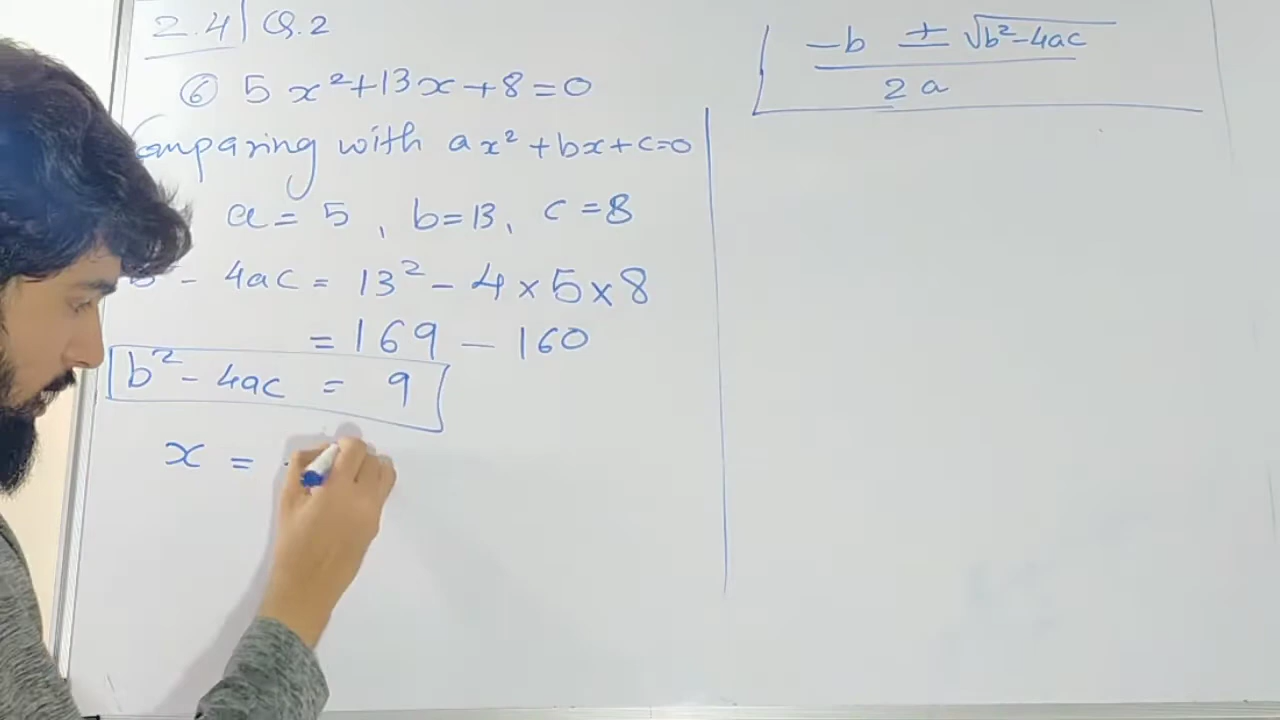 2.4 | Q.2
⑥ 5x²+13x+8=0
Comparing with ax²+bx+c=0
a = 5, b=13, c=8
- 4ac = 13² - 4×5×8
= 169 - 160
b² - 4ac = 9
x =
-b ± √b²-4ac
2a